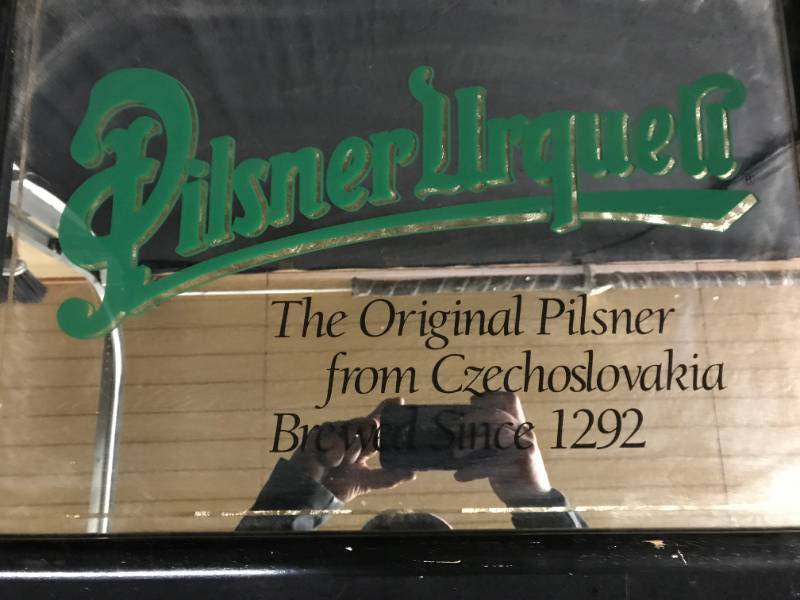 Pilsner Urquell
The Original Pilsner
from Czechoslovakia
Brewed Since 1292